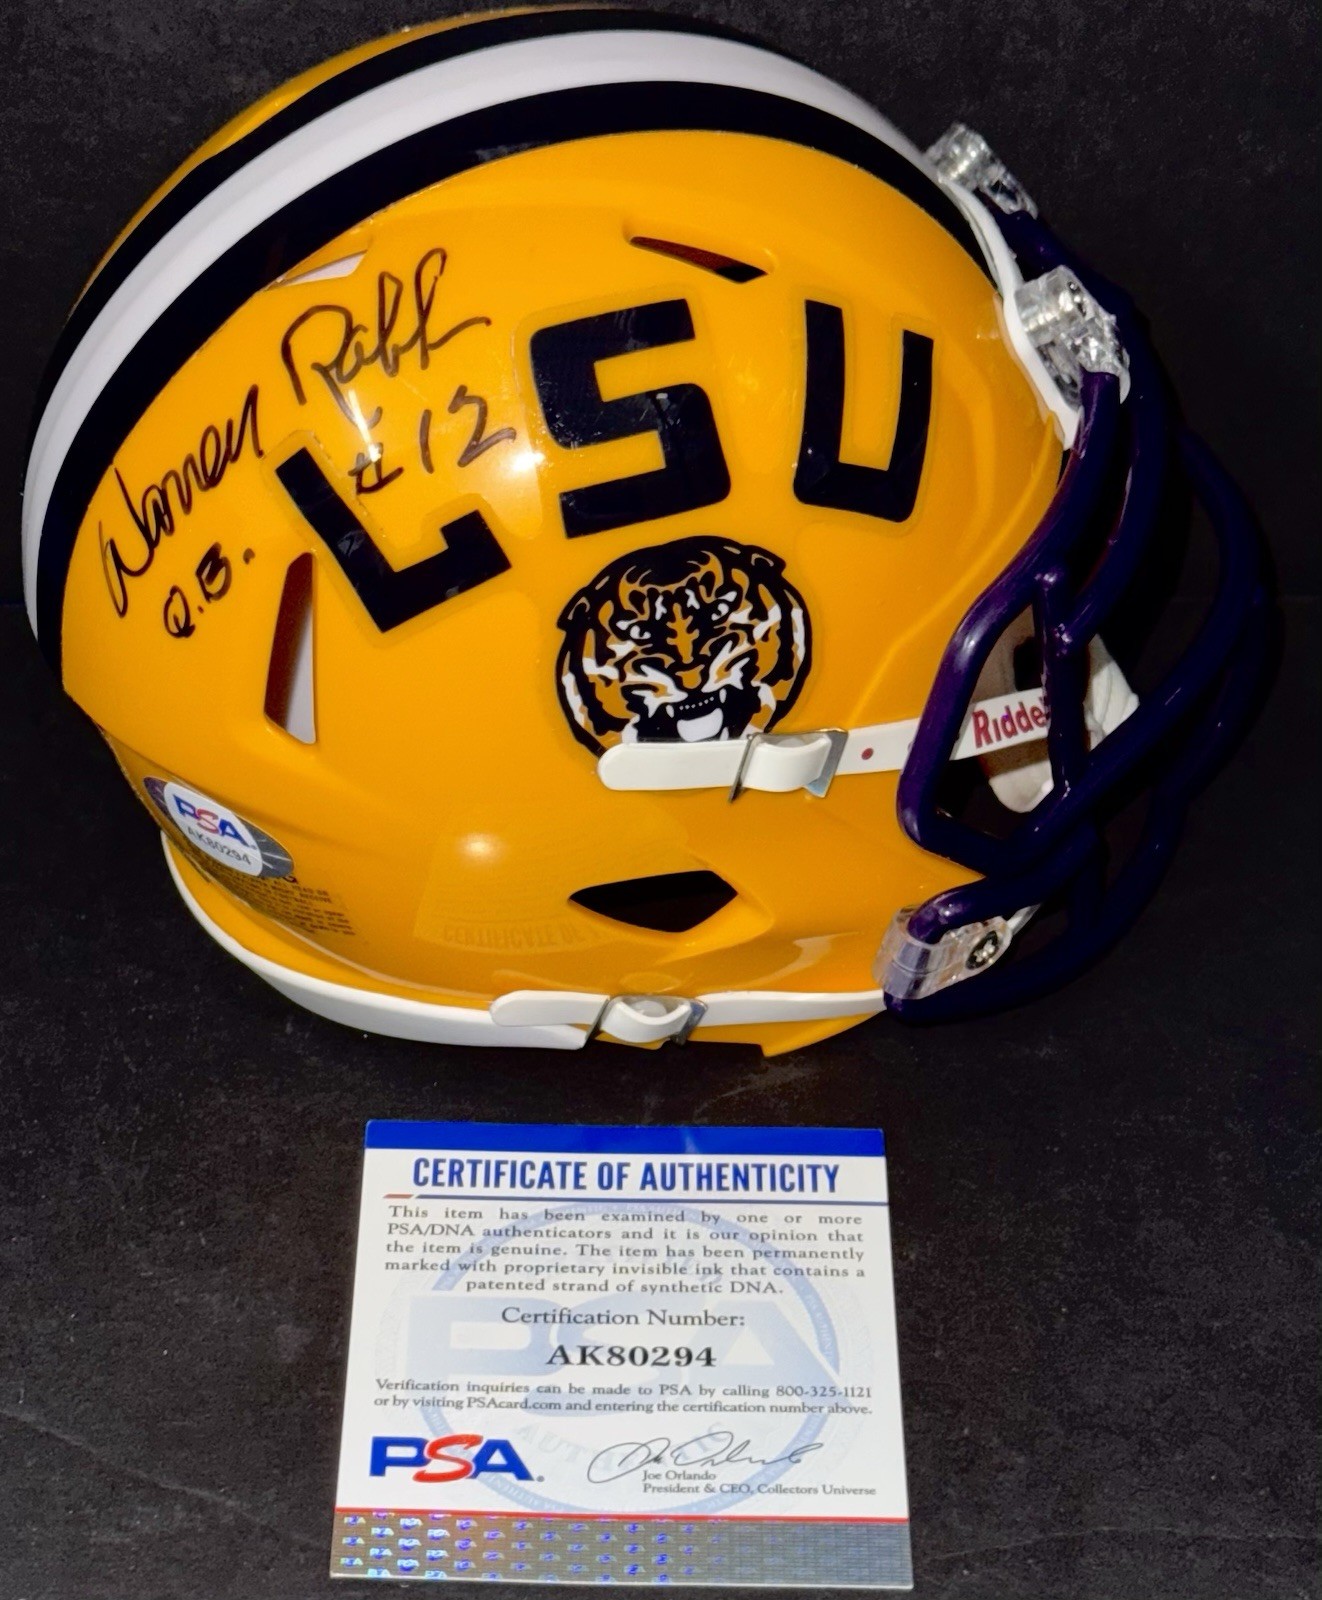 Warren Rabb
#12
Q.B.
LSU
Riddell
PSA
AK80294
CERTIFICATE OF AUTHENTICITY
This item has been examined by one or more
PSA/DNA authenticators and it is our opinion that
the item is genuine. The item has been permanently
marked with proprietary invisible ink that contains a
patented strand of synthetic DNA.
Certification Number:
AK80294
Verification inquiries can be made to PSA by calling 800-325-1121
or by visiting PSAcard.com and entering the certification number above.
PSA
Joe Orlando
President & CEO, Collectors Universe